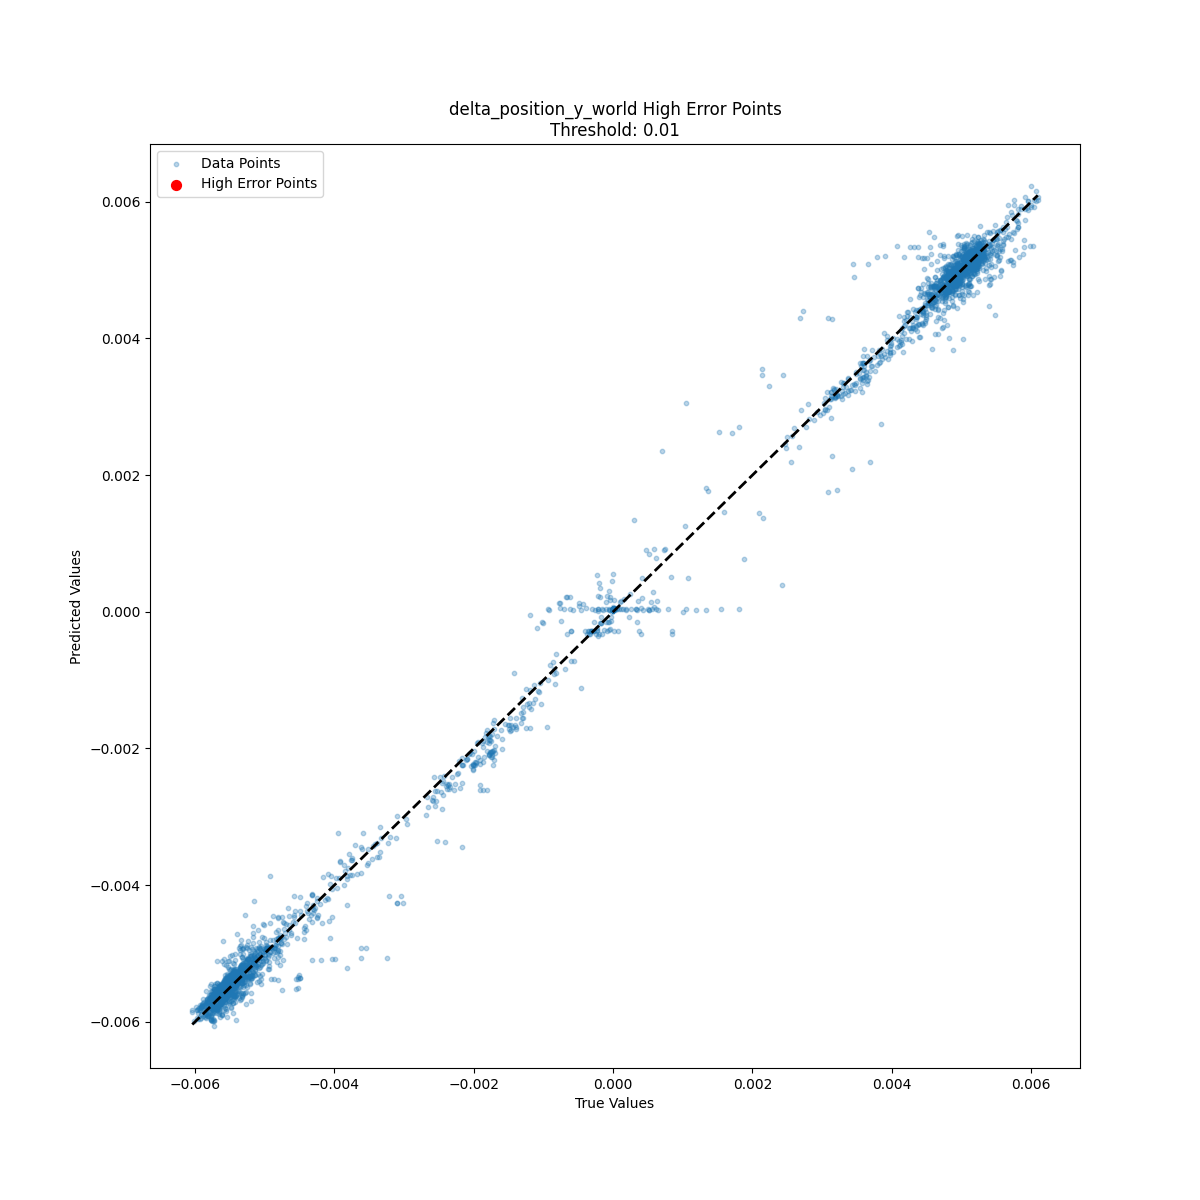 delta_position_y_world High Error Points
Threshold: 0.01
Data Points
High Error Points
0.006
0.004
0.002
0.000
−0.002
−0.004
−0.006
Predicted Values
−0.006
−0.004
−0.002
0.000
0.002
0.004
0.006
True Values